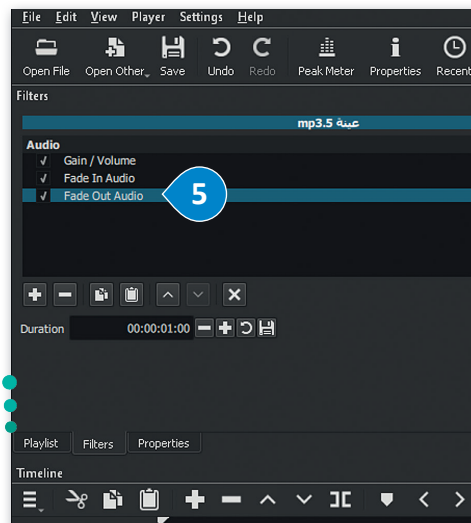 File Edit View Player Settings Help
Open File Open Other Save Undo Redo Peak Meter Properties Recent
Filters
عينة 5.mp3
Audio
Gain / Volume
Fade In Audio
Fade Out Audio
5
Duration 00:00:01:00
Playlist Filters Properties
Timeline